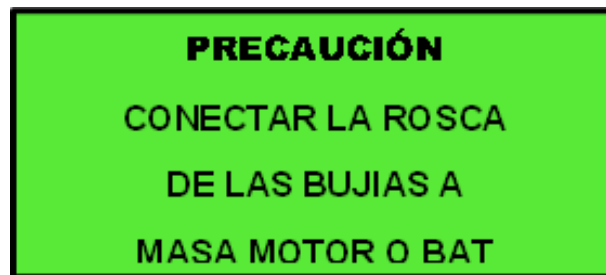 PRECAUCIÓN
CONECTAR LA ROSCA
DE LAS BUJIAS A
MASA MOTOR O BAT